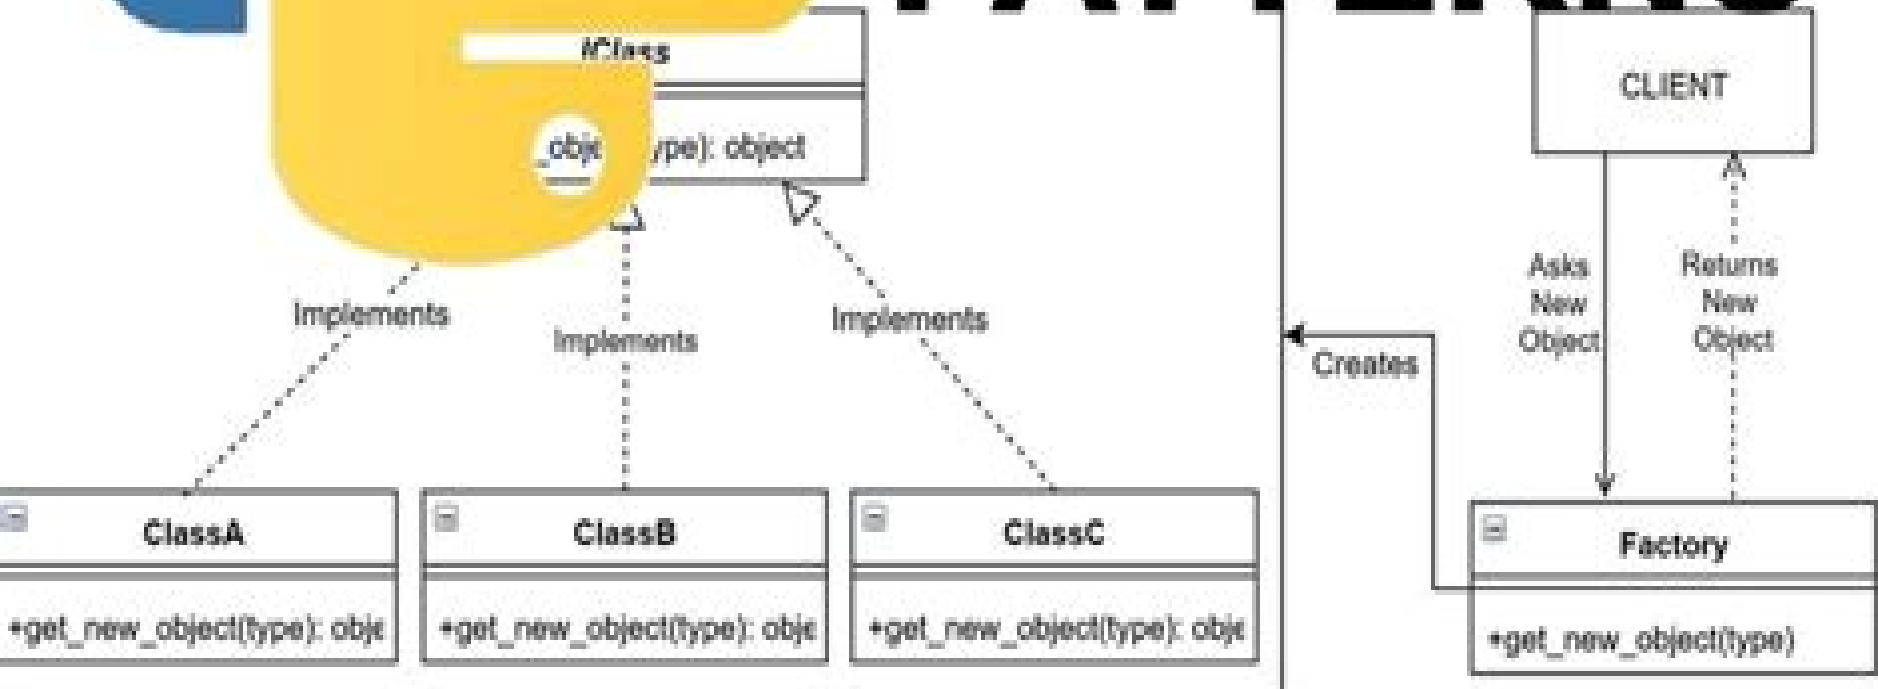 IClass
_obje
ype): object
CLIENT
Implements
Implements
Implements
Asks
New
Object
Returns
New
Object
Creates
ClassA
+get_new_object(type): obje
ClassB
+get_new_object(type): obje
ClassC
+get_new_object(type): obje
Factory
+get_new_object(type)